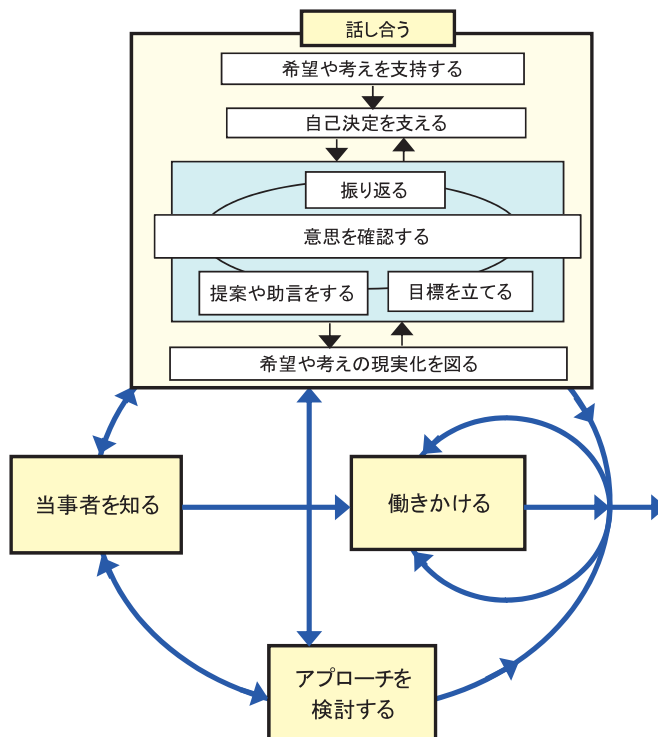 話し合う
希望や考えを支持する
自己決定を支える
振り返る
意思を確認する
提案や助言をする
目標を立てる
希望や考えの現実化を図る
当事者を知る
働きかける
アプローチを
検討する